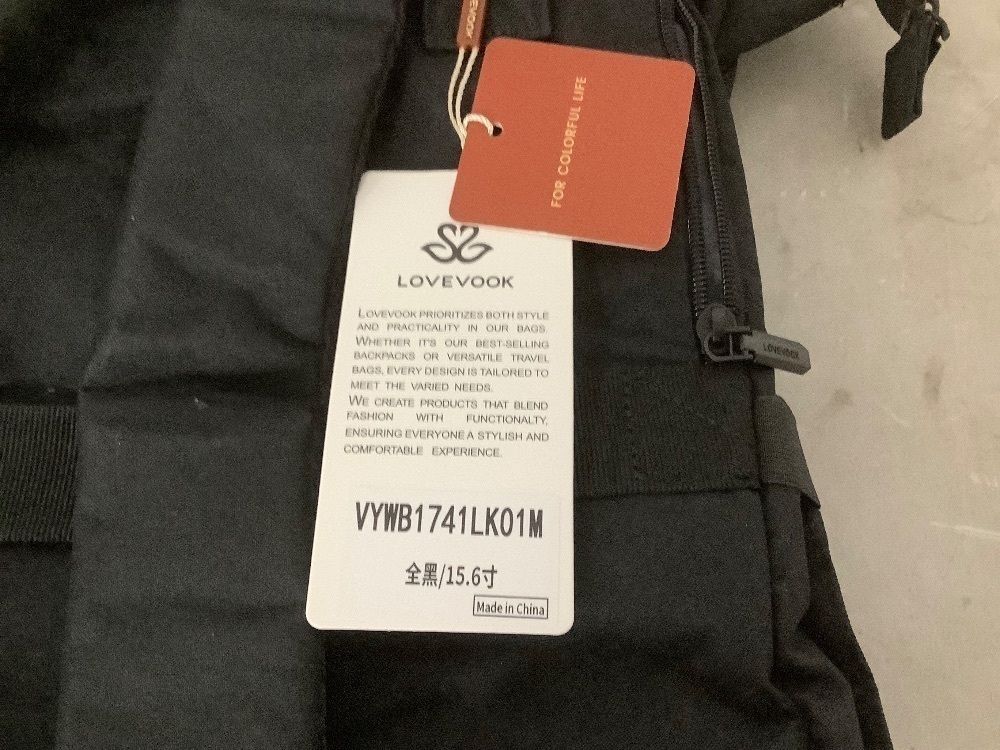 FOR COLORFUL LIFE
LOVEVOOK
LOVEVOOK PRIORITIZES BOTH STYLE
AND PRACTICALITY IN OUR BAGS.
WHETHER IT'S OUR BEST-SELLING
BACKPACKS OR VERSATILE TRAVEL
BAGS, EVERY DESIGN IS TAILORED TO
MEET THE VARIED NEEDS.
WE CREATE PRODUCTS THAT BLEND
FASHION WITH FUNCTIONALTY,
ENSURING EVERYONE A STYLISH AND
COMFORTABLE EXPERIENCE.
VYWB1741LK01M
全黑/15.6寸
Made in China
LOVEVOOK